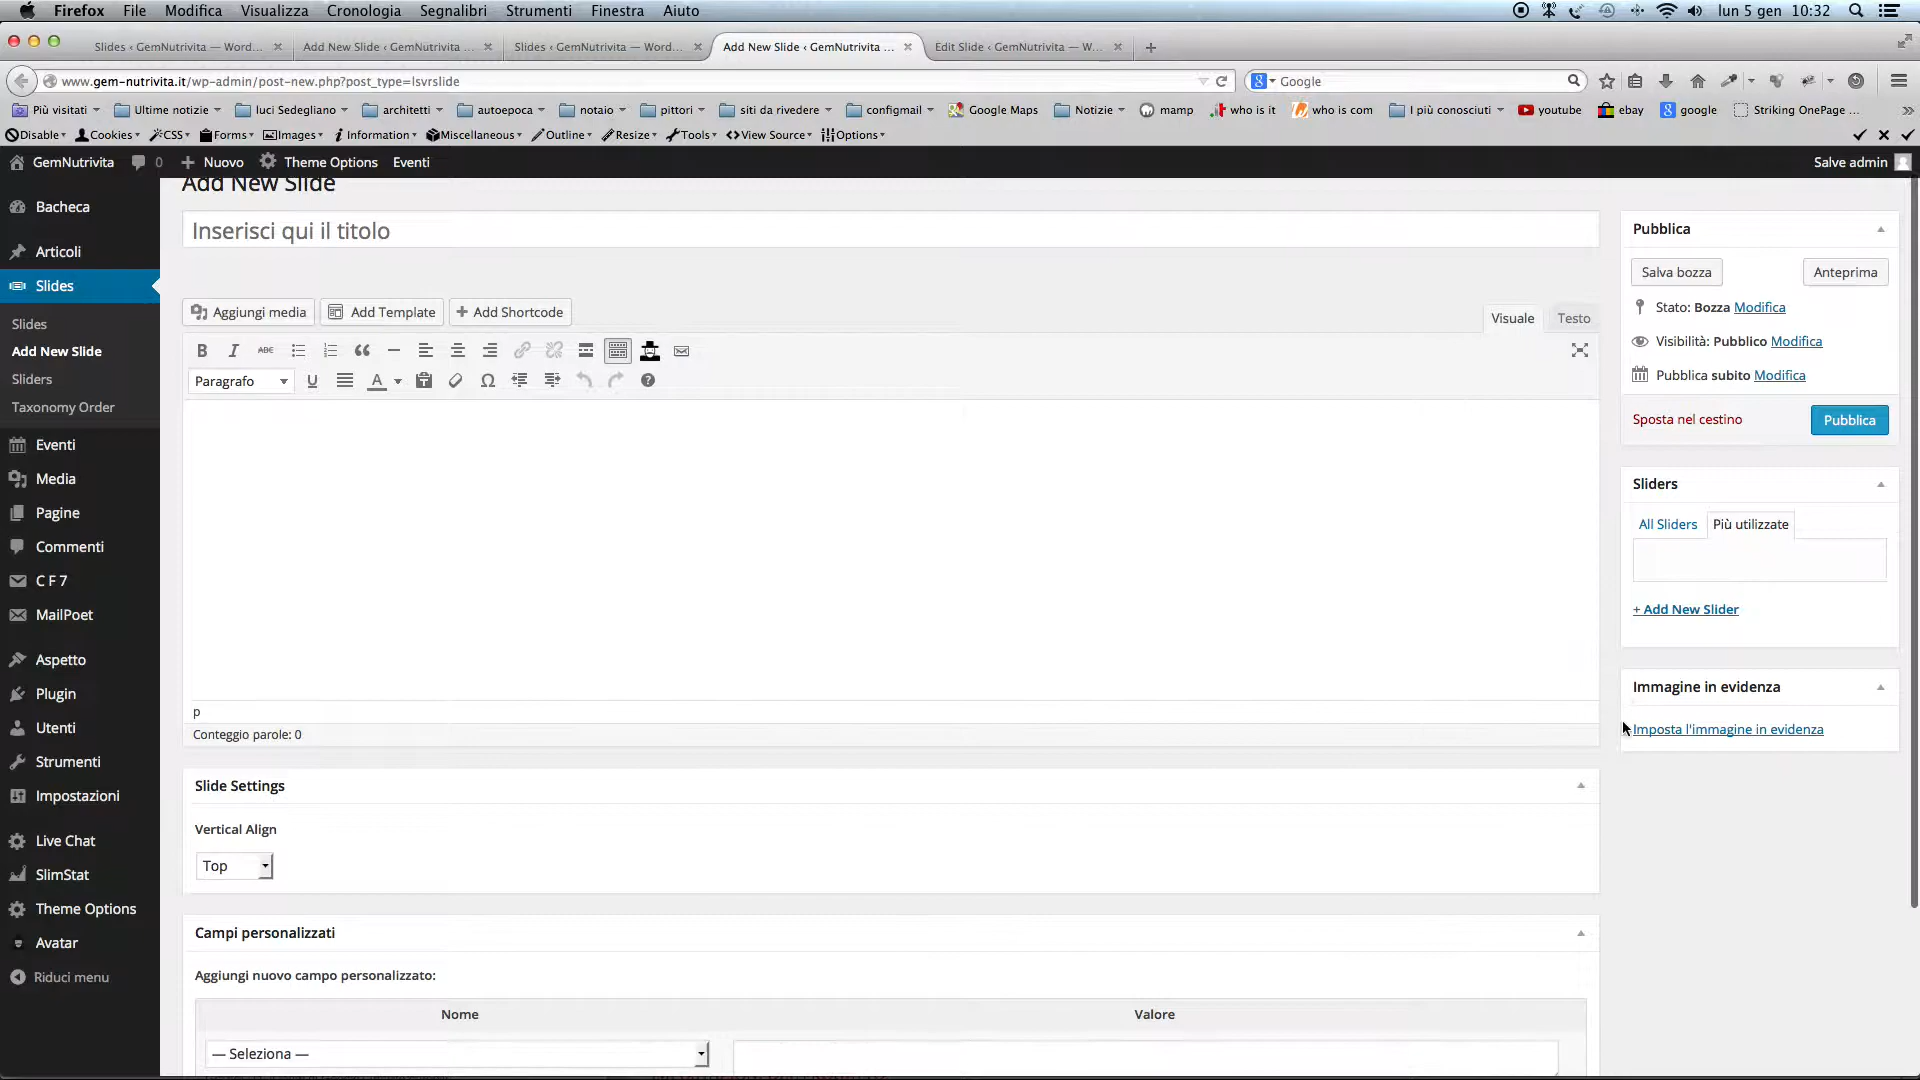 Firefox File Modifica Visualizza Cronologia Segnalibri Strumenti Finestra Aiuto lun 5 gen 10:32
Slides ‹ GemNutrivita — Word... Add New Slide ‹ GemNutrivita ... Slides ‹ GemNutrivita — Word... Add New Slide ‹ GemNutrivita ... Edit Slide ‹ GemNutrivita — W...
www.gem-nutrivita.it/wp-admin/post-new.php?post_type=lsvrslide Google
Più visitati Ultime notizie luci Sedegliano architetti autoepoca notaio pittori siti da rivedere configmail Google Maps Notizie mamp who is it who is com I più conosciuti youtube ebay google Striking OnePage ...
Disable Cookies CSS Forms Images Information Miscellaneous Outline Resize Tools View Source Options
GemNutrivita 0 Nuovo Theme Options Eventi Salve admin
Add New Slide
Bacheca
Articoli
Slides
Slides
Add New Slide
Sliders
Taxonomy Order
Eventi
Media
Pagine
Commenti
C F 7
MailPoet
Aspetto
Plugin
Utenti
Strumenti
Impostazioni
Live Chat
SlimStat
Theme Options
Avatar
Riduci menu
Inserisci qui il titolo
Aggiungi media Add Template + Add Shortcode
Visuale Testo
B I ABC
Paragrafo U A Ω ?
p
Conteggio parole: 0
Slide Settings
Vertical Align
Top
Campi personalizzati
Aggiungi nuovo campo personalizzato:
Nome Valore
— Seleziona —
Pubblica
Salva bozza Anteprima
Stato: Bozza Modifica
Visibilità: Pubblico Modifica
Pubblica subito Modifica
Sposta nel cestino Pubblica
Sliders
All Sliders Più utilizzate
+ Add New Slider
Immagine in evidenza
Imposta l'immagine in evidenza